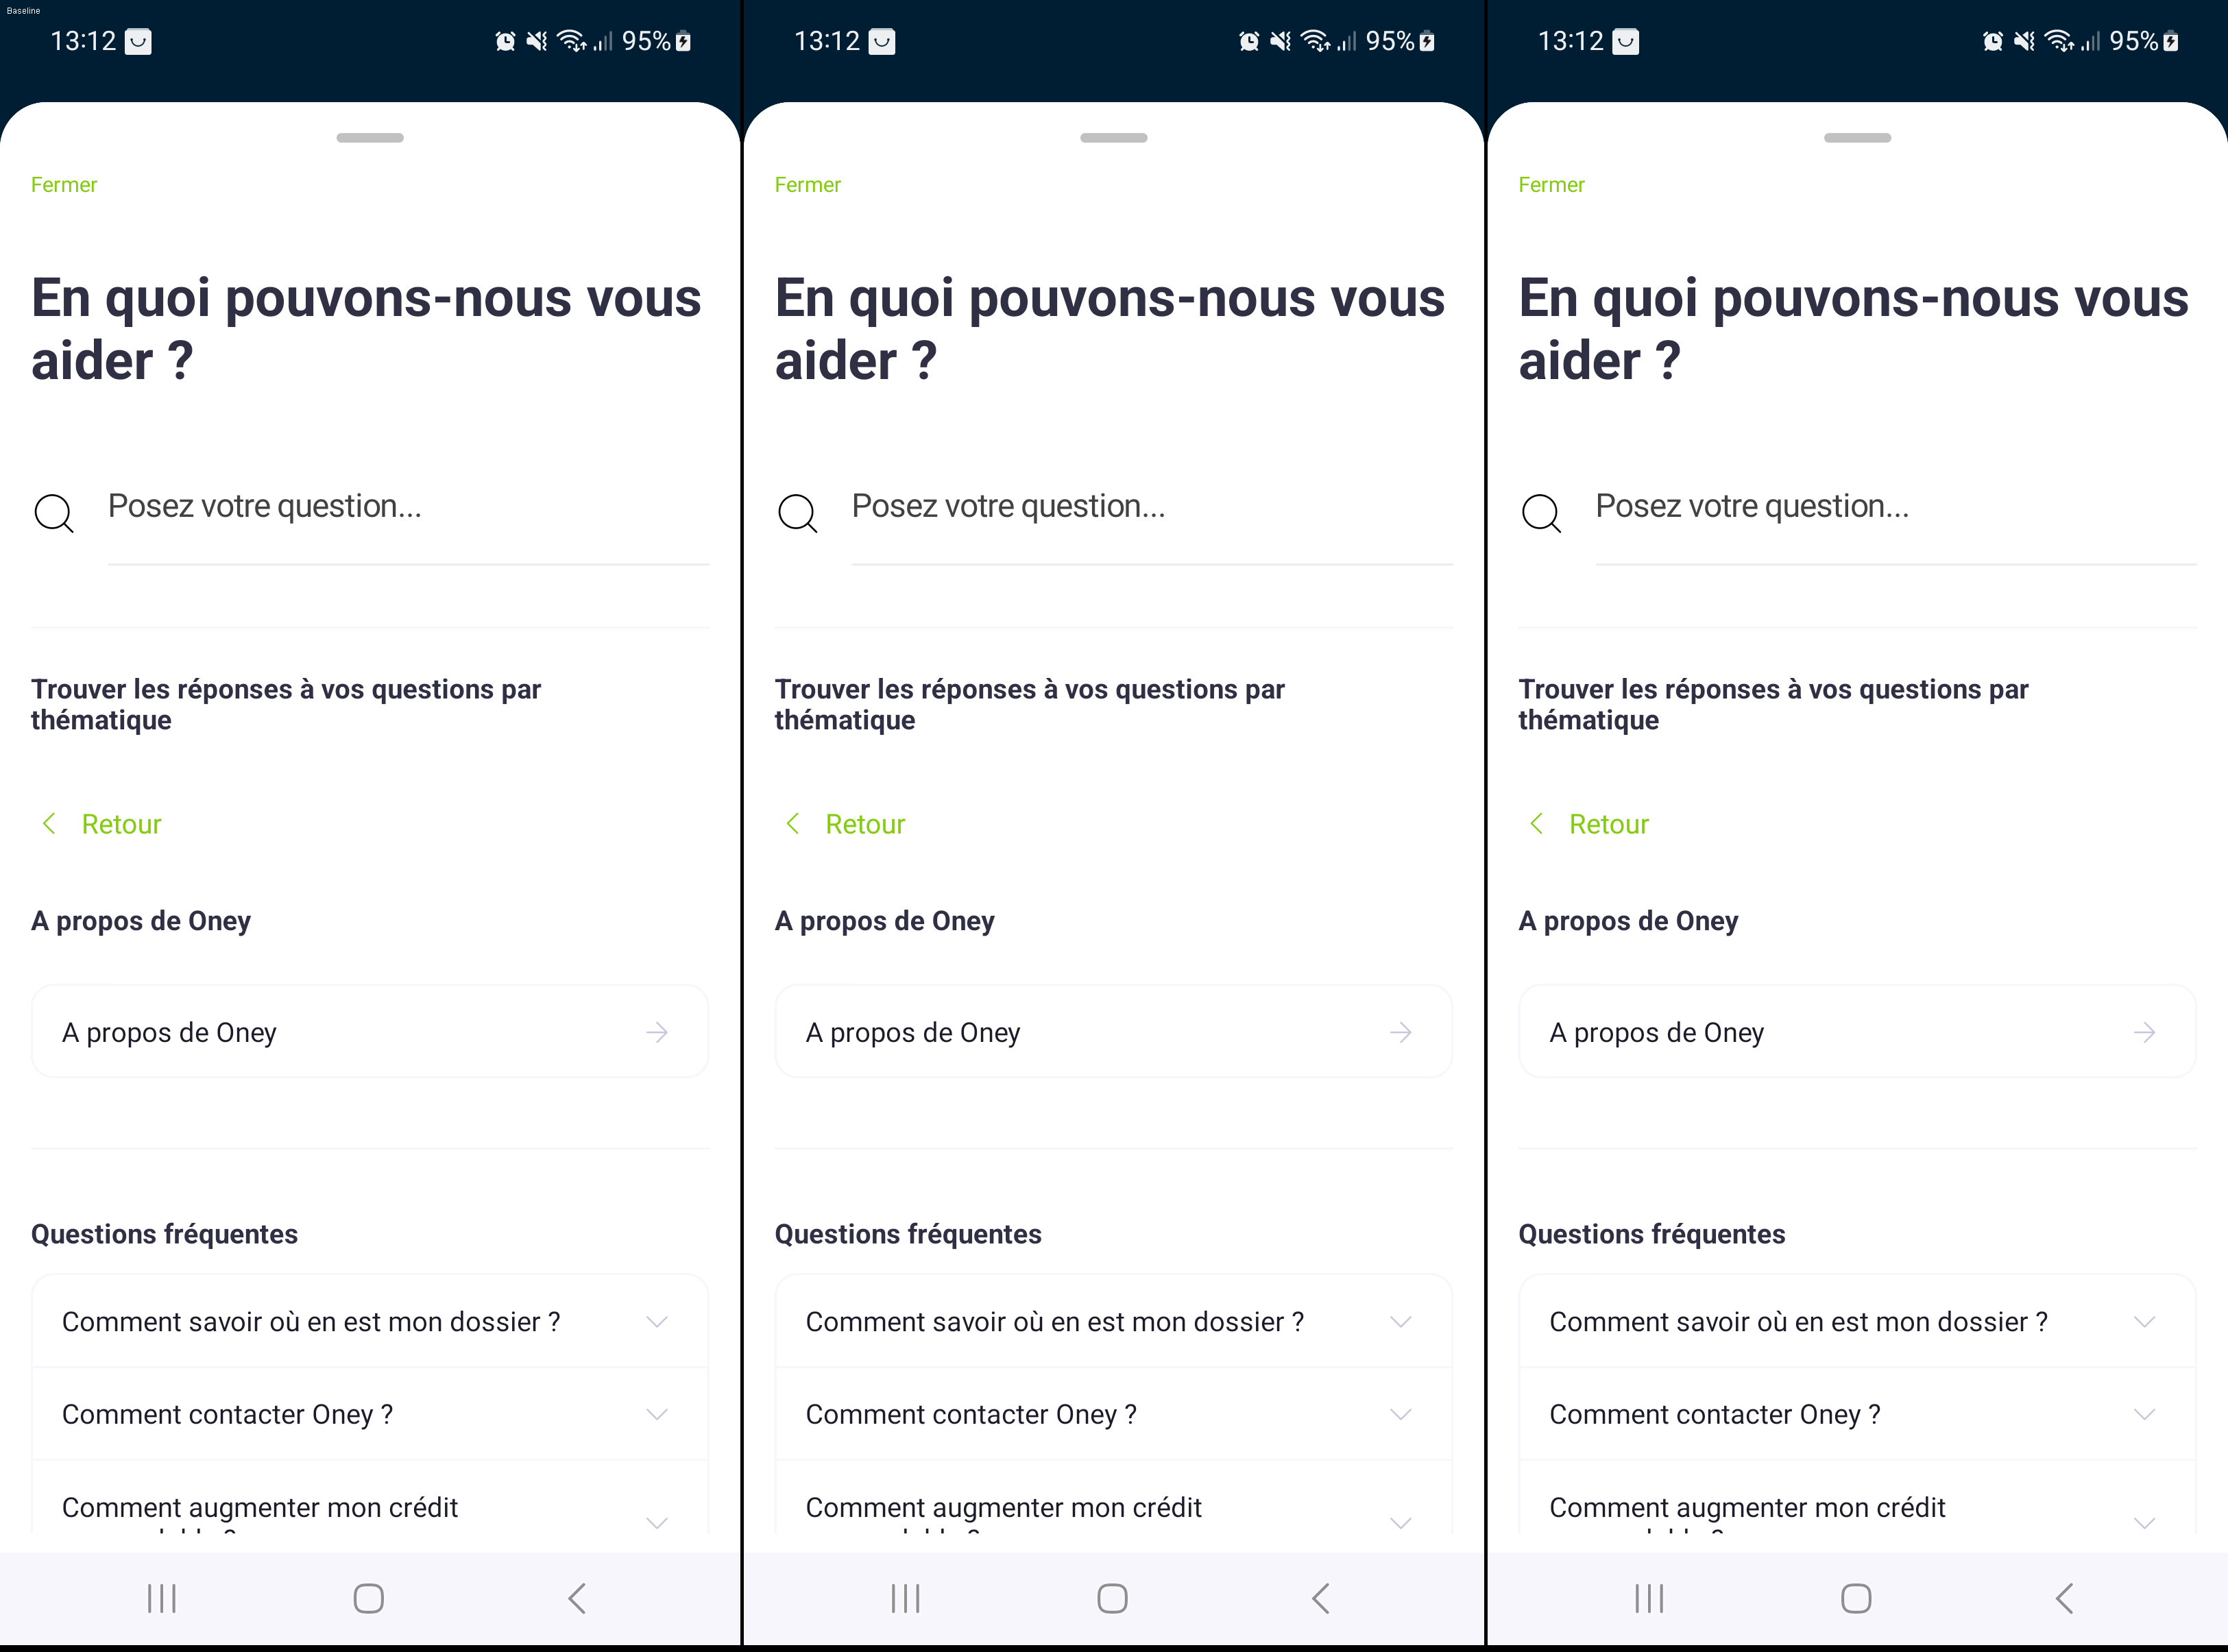 Baseline
13:12 95%
Fermer
En quoi pouvons-nous vous
aider ?
Posez votre question...
Trouver les réponses à vos questions par
thématique
Retour
A propos de Oney
A propos de Oney
Questions fréquentes
Comment savoir où en est mon dossier ?
Comment contacter Oney ?
Comment augmenter mon crédit
13:12 95%
Fermer
En quoi pouvons-nous vous
aider ?
Posez votre question...
Trouver les réponses à vos questions par
thématique
Retour
A propos de Oney
A propos de Oney
Questions fréquentes
Comment savoir où en est mon dossier ?
Comment contacter Oney ?
Comment augmenter mon crédit
13:12 95%
Fermer
En quoi pouvons-nous vous
aider ?
Posez votre question...
Trouver les réponses à vos questions par
thématique
Retour
A propos de Oney
A propos de Oney
Questions fréquentes
Comment savoir où en est mon dossier ?
Comment contacter Oney ?
Comment augmenter mon crédit